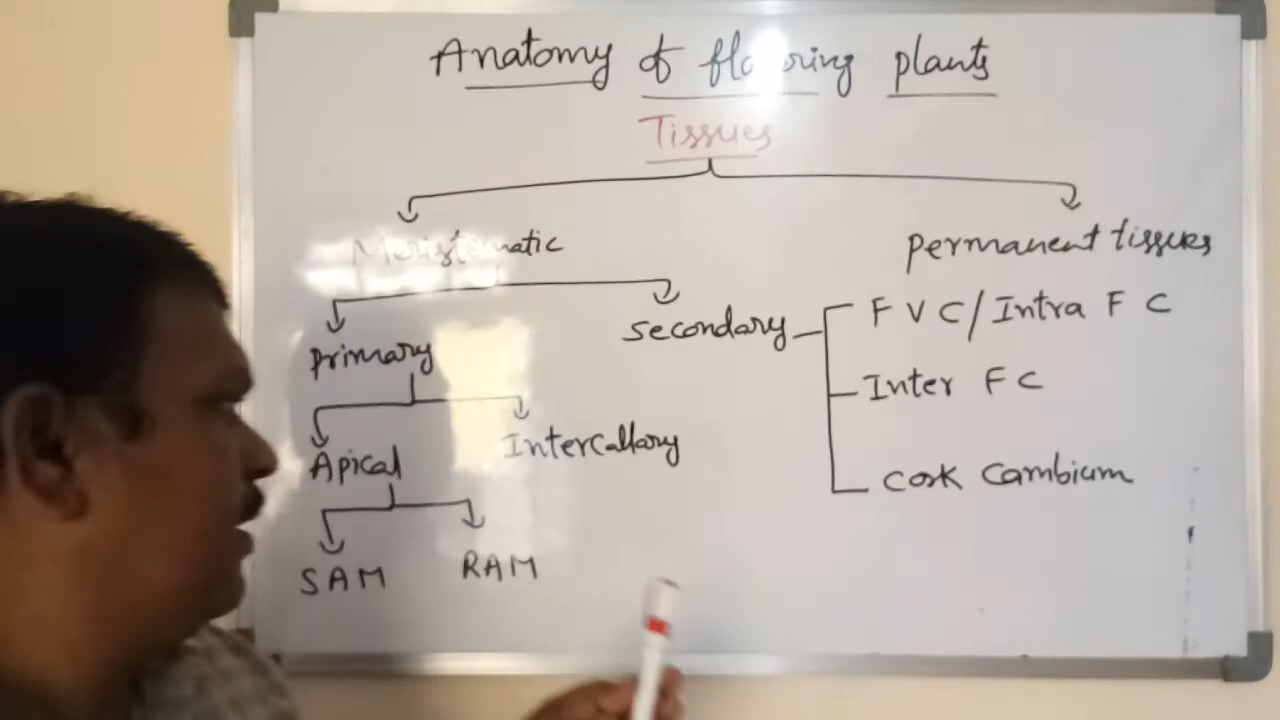 Anatomy of flowring plants
Tissues
Meristematic
permanent tissues
Primary
Secondary
F V C / Intra F C
Inter F C
Cork Cambium
Apical
Intercallary
SAM
RAM